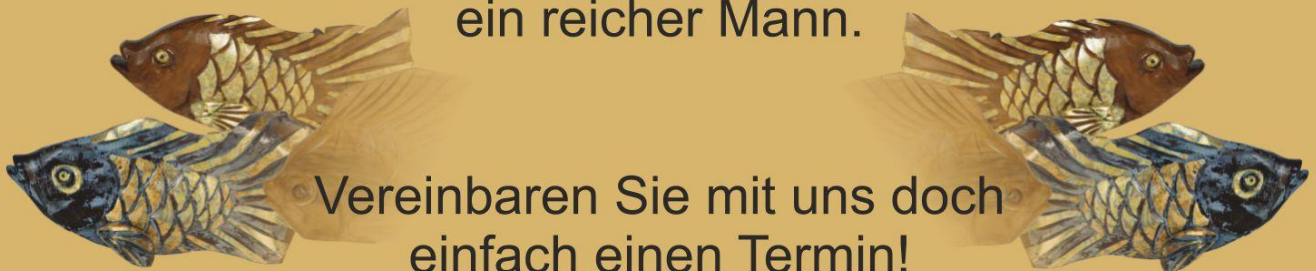 ein reicher Mann.
Vereinbaren Sie mit uns doch
einfach einen Termin!